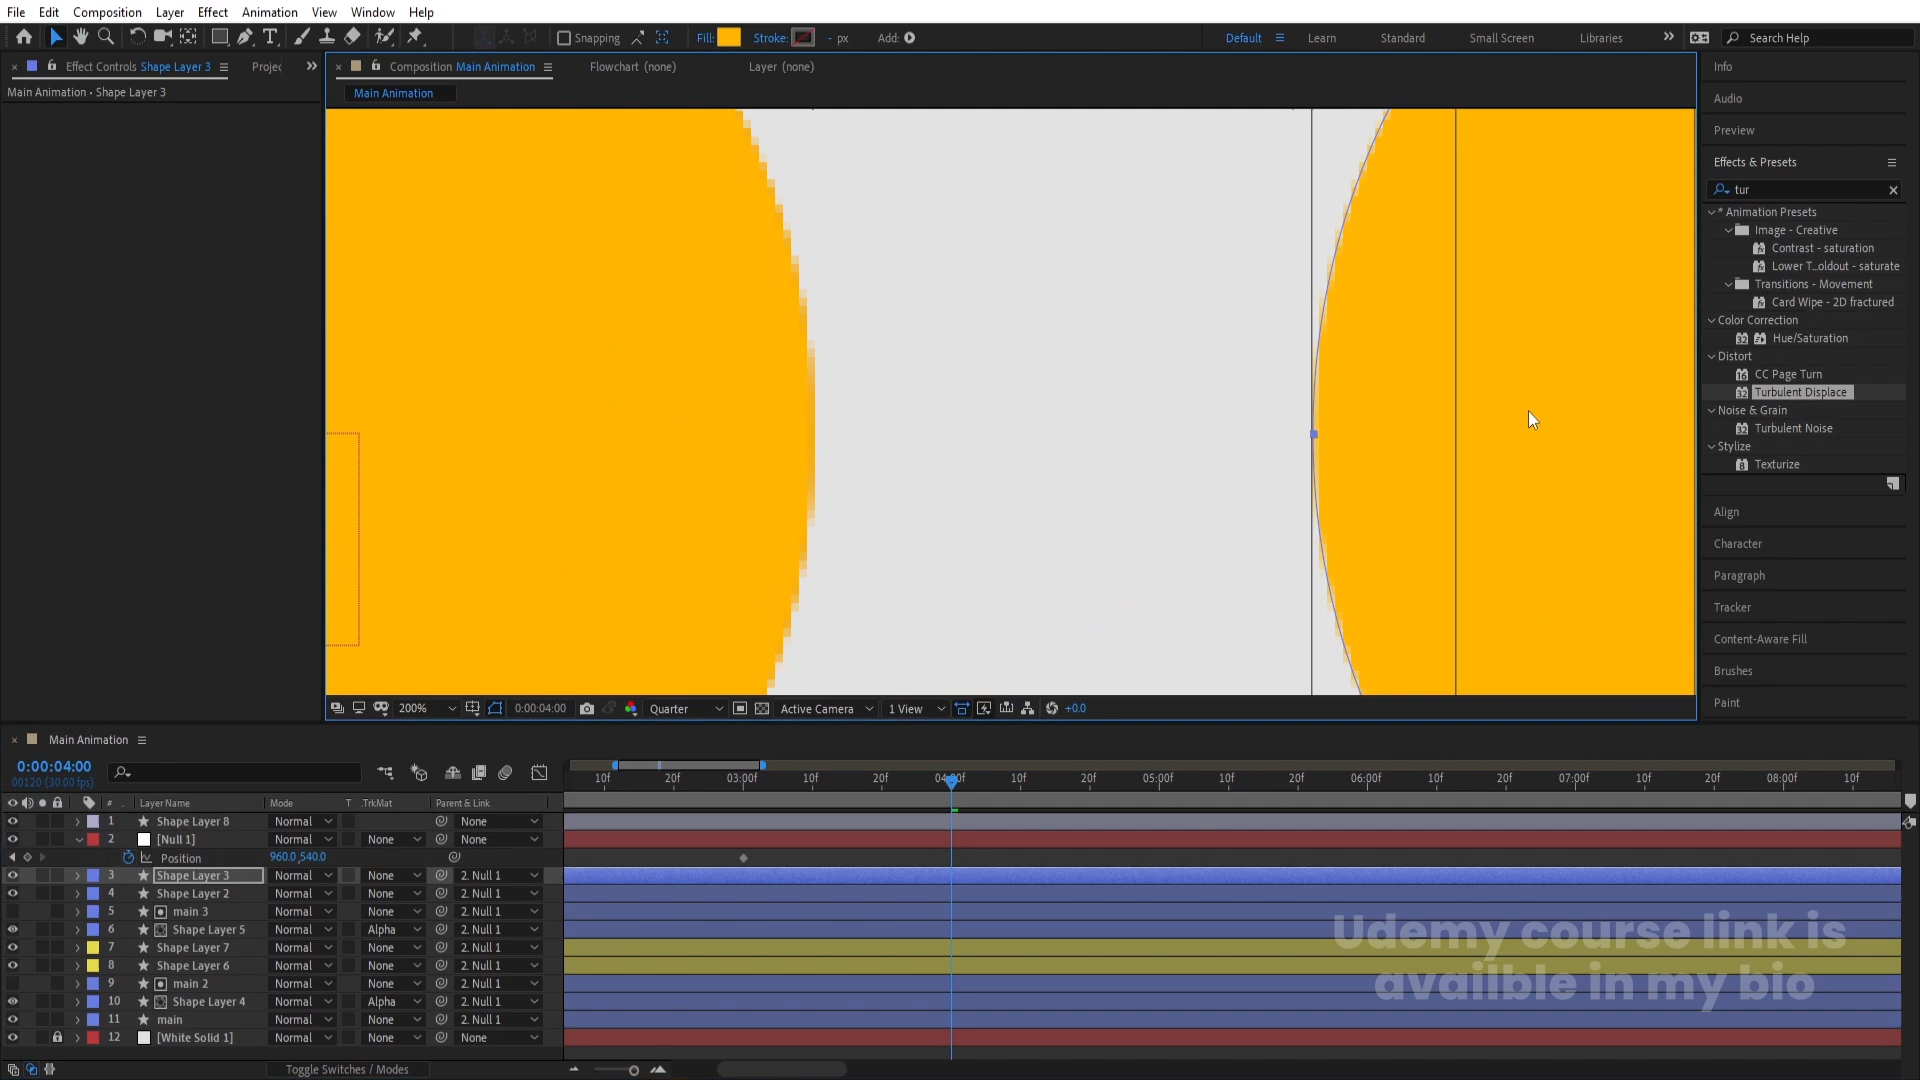 File Edit Composition Layer Effect Animation View Window Help
Snapping Fill: Stroke: - px Add: Default Learn Standard Small Screen Libraries Search Help
Effect Controls Shape Layer 3 Projec
Composition Main Animation Flowchart (none) Layer (none)
Main Animation • Shape Layer 3
Main Animation
Info
Audio
Preview
Effects & Presets
tur
* Animation Presets
Image - Creative
Contrast - saturation
Lower T...oldout - saturate
Transitions - Movement
Card Wipe - 2D fractured
Color Correction
32 Hue/Saturation
Distort
16 CC Page Turn
32 Turbulent Displace
Noise & Grain
32 Turbulent Noise
Stylize
8 Texturize
Align
Character
Paragraph
Tracker
Content-Aware Fill
Brushes
Paint
200% 0:00:04:00 Quarter Active Camera 1 View +0.0
Main Animation
0:00:04:00
00120 (30.00 fps)
10f 20f 03:00f 10f 20f 04:00f 10f 20f 05:00f 10f 20f 06:00f 10f 20f 07:00f 10f 20f 08:00f 10f
# Layer Name Mode T .TrkMat Parent & Link
1 Shape Layer 8 Normal None
2 [Null 1] Normal None None
Position 960.0,540.0
3 Shape Layer 3 Normal None 2. Null 1
4 Shape Layer 2 Normal None 2. Null 1
5 main 3 Normal None 2. Null 1
6 Shape Layer 5 Normal Alpha 2. Null 1
7 Shape Layer 7 Normal None 2. Null 1
8 Shape Layer 6 Normal None 2. Null 1
9 main 2 Normal None 2. Null 1
10 Shape Layer 4 Normal Alpha 2. Null 1
11 main Normal None 2. Null 1
12 [White Solid 1] Normal None None
Udemy course link is
availble in my bio
Toggle Switches / Modes